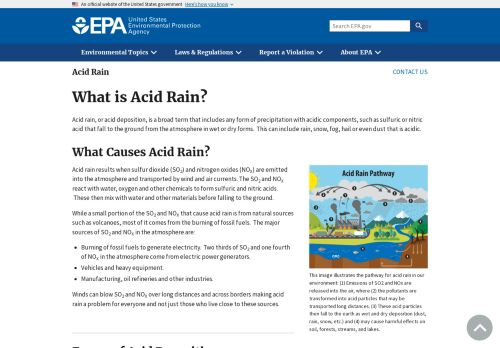 An official website of the United States government Here's how you know
EPA United States
Environmental Protection
Agency
Search EPA.gov
Environmental Topics
Laws & Regulations
Report a Violation
About EPA
Acid Rain
CONTACT US
What is Acid Rain?
Acid rain, or acid deposition, is a broad term that includes any form of precipitation with acidic components, such as sulfuric or nitric
acid that fall to the ground from the atmosphere in wet or dry forms. This can include rain, snow, fog, hail or even dust that is acidic.
What Causes Acid Rain?
Acid rain results when sulfur dioxide (SO2) and nitrogen oxides (NOX) are emitted
into the atmosphere and transported by wind and air currents. The SO2 and NOX
react with water, oxygen and other chemicals to form sulfuric and nitric acids.
These then mix with water and other materials before falling to the ground.
While a small portion of the SO2 and NOX that cause acid rain is from natural sources
such as volcanoes, most of it comes from the burning of fossil fuels. The major
sources of SO2 and NOX in the atmosphere are:
Burning of fossil fuels to generate electricity. Two thirds of SO2 and one fourth
of NOX in the atmosphere come from electric power generators.
Vehicles and heavy equipment.
Manufacturing, oil refineries and other industries.
Winds can blow SO2 and NOX over long distances and across borders making acid
rain a problem for everyone and not just those who live close to these sources.
Acid Rain Pathway
This image illustrates the pathway for acid rain in our
environment: (1) Emissions of SO2 and NOx are
released into the air, where (2) the pollutants are
transformed into acid particles that may be
transported long distances. (3) These acid particles
then fall to the earth as wet and dry deposition (dust,
rain, snow, etc.) and (4) may cause harmful effects on
soil, forests, streams, and lakes.